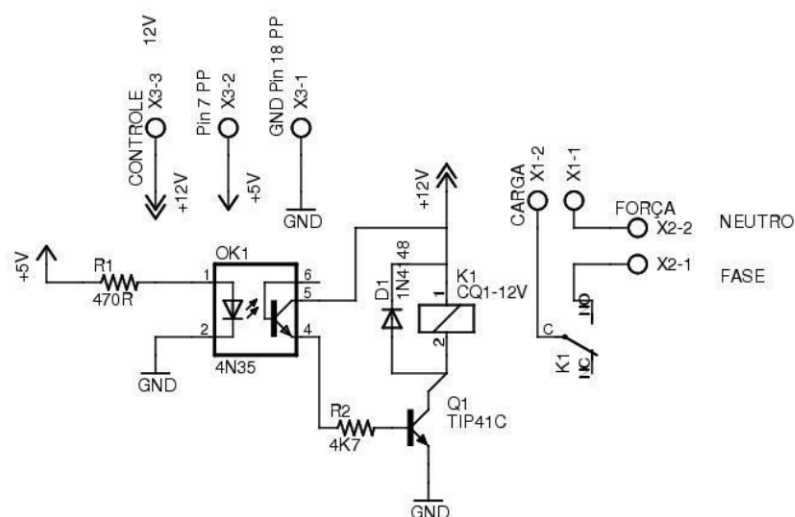 12V
CONTROLE
X3-3
Pin 7 PP
X3-2
GND Pin 18 PP
X3-1
+12V
+5V
GND
+12V
CARGA
X1-2
X1-1
FORÇA
X2-2
NEUTRO
X2-1
FASE
+5V
R1
470R
OK1
1
2
6
5
4
4N35
GND
D1
1N4148
K1
CQ1-12V
1
2
NO
C
K1
NC
R2
4K7
Q1
TIP41C
GND